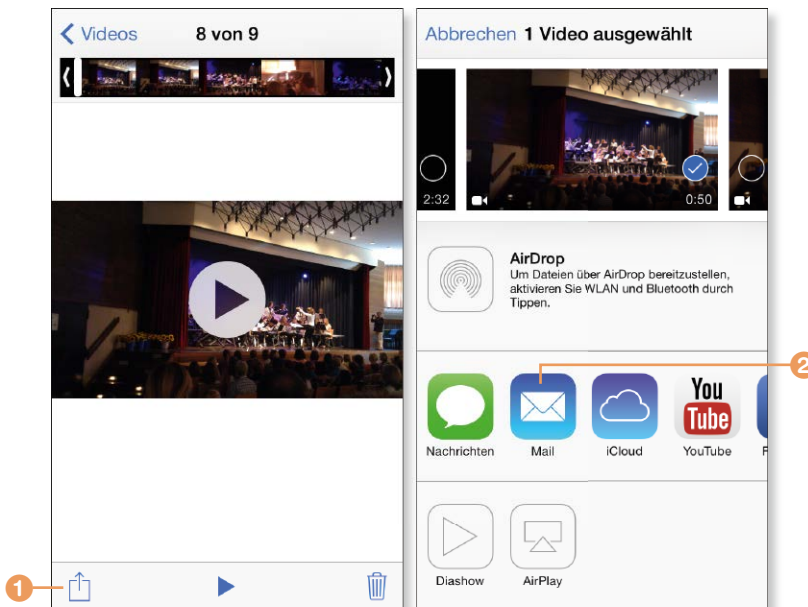 Videos
8 von 9
1
Abbrechen 1 Video ausgewählt
2:32
0:50
AirDrop
Um Dateien über AirDrop bereitzustellen,
aktivieren Sie WLAN und Bluetooth durch
Tippen.
2
You
Tube
Nachrichten
Mail
iCloud
YouTube
F
Diashow
AirPlay